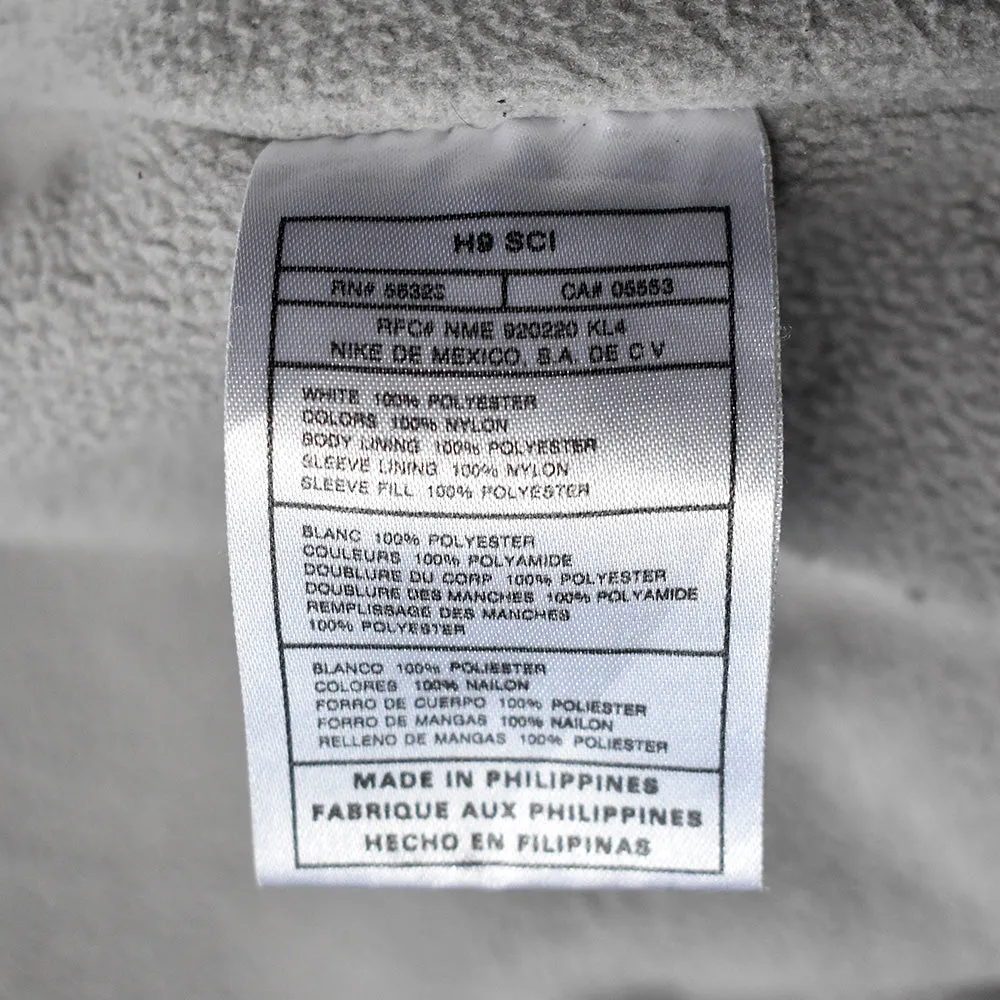 H9 SCI
RN# 56323 CA# 05553
RFC# NME 920220 KL4
NIKE DE MEXICO, S.A. DE C V
WHITE 100% POLYESTER
COLORS 100% NYLON
BODY LINING 100% POLYESTER
SLEEVE LINING 100% NYLON
SLEEVE FILL 100% POLYESTER
BLANC 100% POLYESTER
COULEURS 100% POLYAMIDE
DOUBLURE DU CORP 100% POLYESTER
DOUBLURE DES MANCHES 100% POLYAMIDE
REMPLISSAGE DES MANCHES
100% POLYESTER
BLANCO 100% POLIESTER
COLORES 100% NAILON
FORRO DE CUERPO 100% POLIESTER
FORRO DE MANGAS 100% NAILON
RELLENO DE MANGAS 100% POLIESTER
MADE IN PHILIPPINES
FABRIQUE AUX PHILIPPINES
HECHO EN FILIPINAS